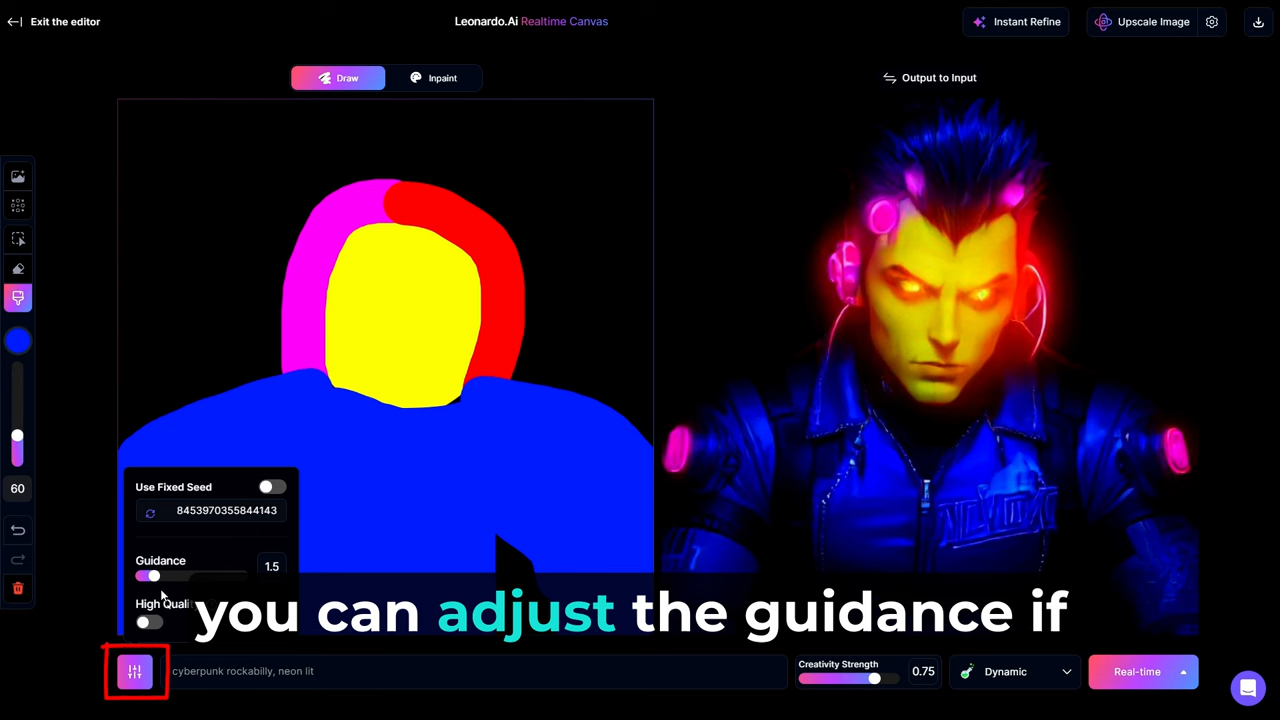 Exit the editor
Leonardo.Ai Realtime Canvas
Instant Refine
Upscale Image
Draw
Inpaint
Output to Input
60
Use Fixed Seed
8453970355844143
Guidance
1.5
you can adjust the guidance if
cyberpunk rockabilly, neon lit
Creativity Strength
0.75
Dynamic
Real-time